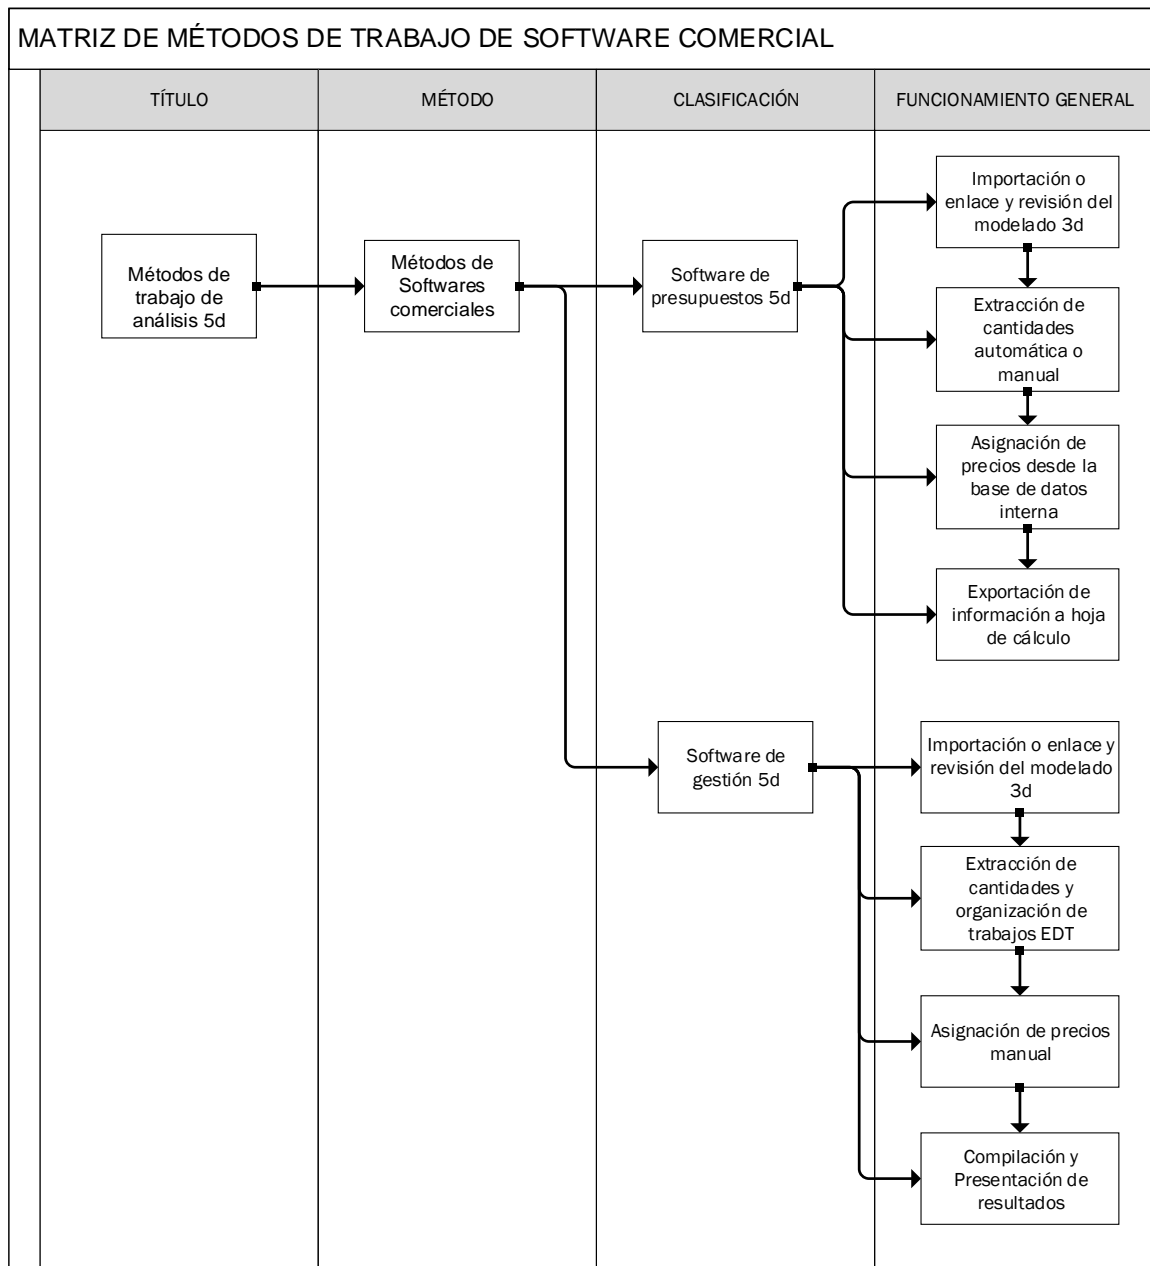 MATRIZ DE MÉTODOS DE TRABAJO DE SOFTWARE COMERCIAL
TÍTULO
MÉTODO
CLASIFICACIÓN
FUNCIONAMIENTO GENERAL
Métodos de
trabajo de
análisis 5d
Métodos de
Softwares
comerciales
Software de
presupuestos 5d
Importación o
enlace y revisión del
modelado 3d
Extracción de
cantidades
automática o
manual
Asignación de
precios desde la
base de datos
interna
Exportación de
información a hoja
de cálculo
Software de
gestión 5d
Importación o enlace y
revisión del modelado
3d
Extracción de
cantidades y
organización de
trabajos EDT
Asignación de precios
manual
Compilación y
Presentación de
resultados